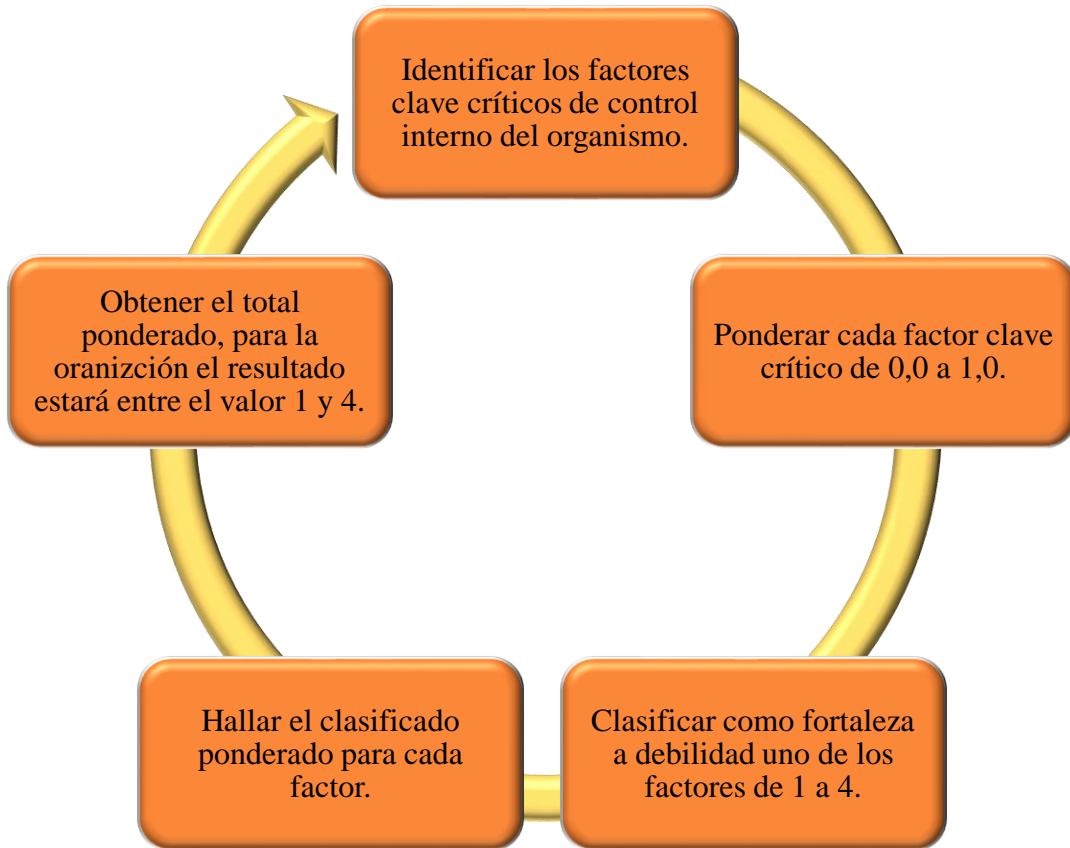 Identificar los factores
clave críticos de control
interno del organismo.
Ponderar cada factor clave
crítico de 0,0 a 1,0.
Clasificar como fortaleza
a debilidad uno de los
factores de 1 a 4.
Hallar el clasificado
ponderado para cada
factor.
Obtener el total
ponderado, para la
oranizción el resultado
estará entre el valor 1 y 4.